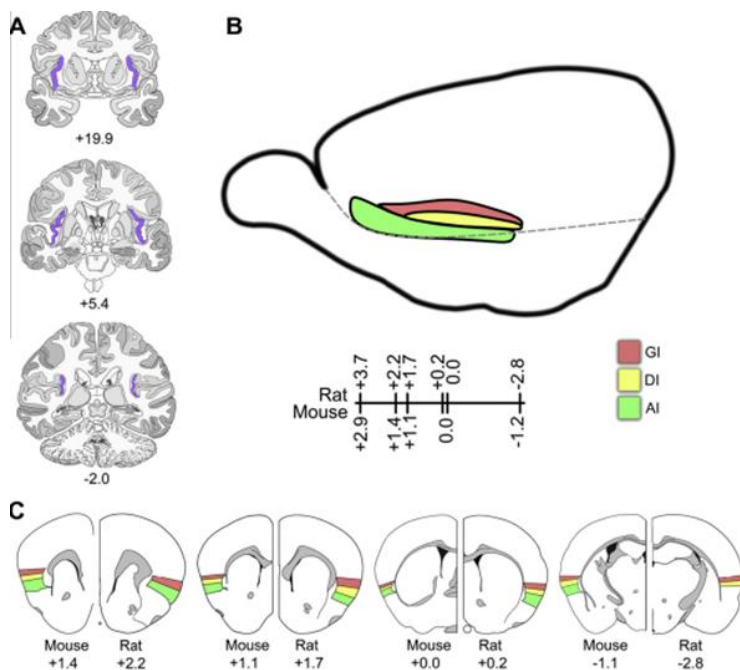 A
B
+19.9
+5.4
-2.0
+3.7
+2.2
+1.7
+0.2
0.0
-2.8
Rat
Mouse
+2.9
+1.4
+1.1
0.0
-1.2
GI
DI
AI
C
Mouse Rat Mouse Rat Mouse Rat Mouse Rat
+1.4 +2.2 +1.1 +1.7 +0.0 +0.2 -1.1 -2.8